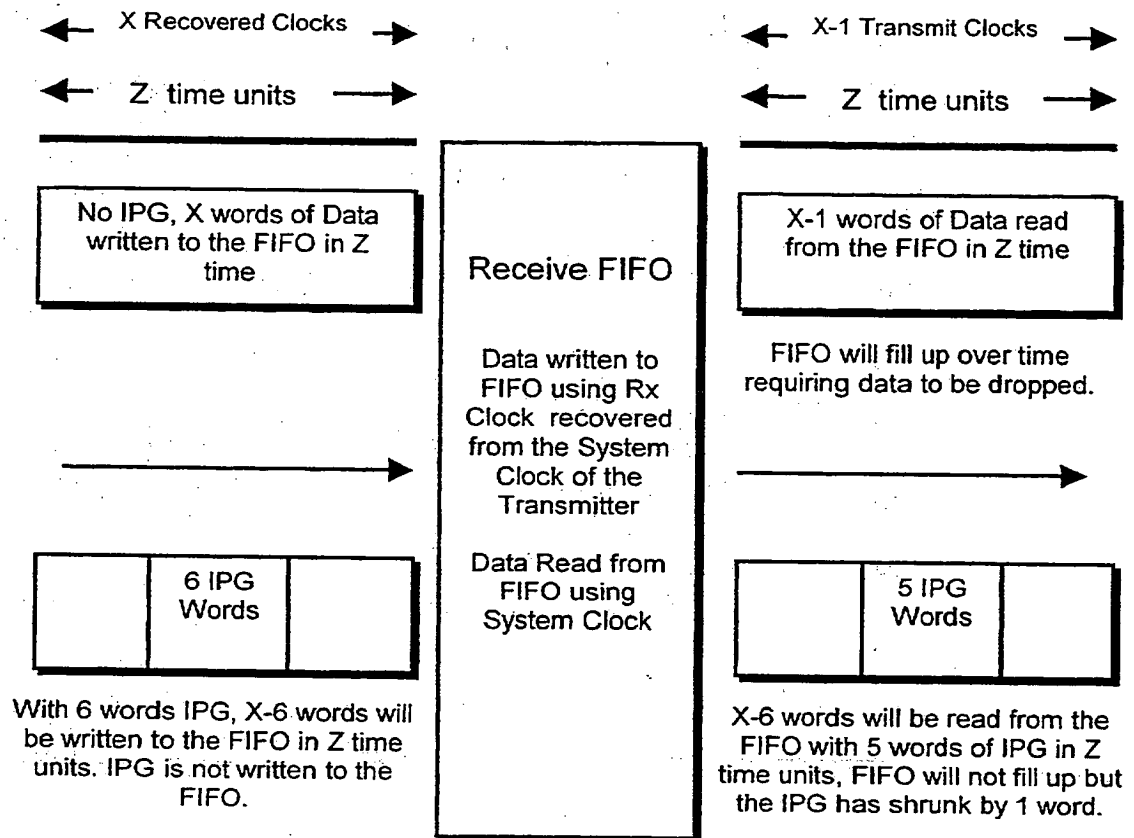 X Recovered Clocks
Z time units
No IPG, X words of Data
written to the FIFO in Z
time
With 6 words IPG, X-6 words will
be written to the FIFO in Z time
units. IPG is not written to the
FIFO.
6 IPG
Words
Receive FIFO
Data written to
FIFO using Rx
Clock recovered
from the System
Clock of the
Transmitter
Data Read from
FIFO using
System Clock
X-1 Transmit Clocks
Z time units
X-1 words of Data read
from the FIFO in Z time
FIFO will fill up over time
requiring data to be dropped.
5 IPG
Words
X-6 words will be read from the
FIFO with 5 words of IPG in Z
time units, FIFO will not fill up but
the IPG has shrunk by 1 word.